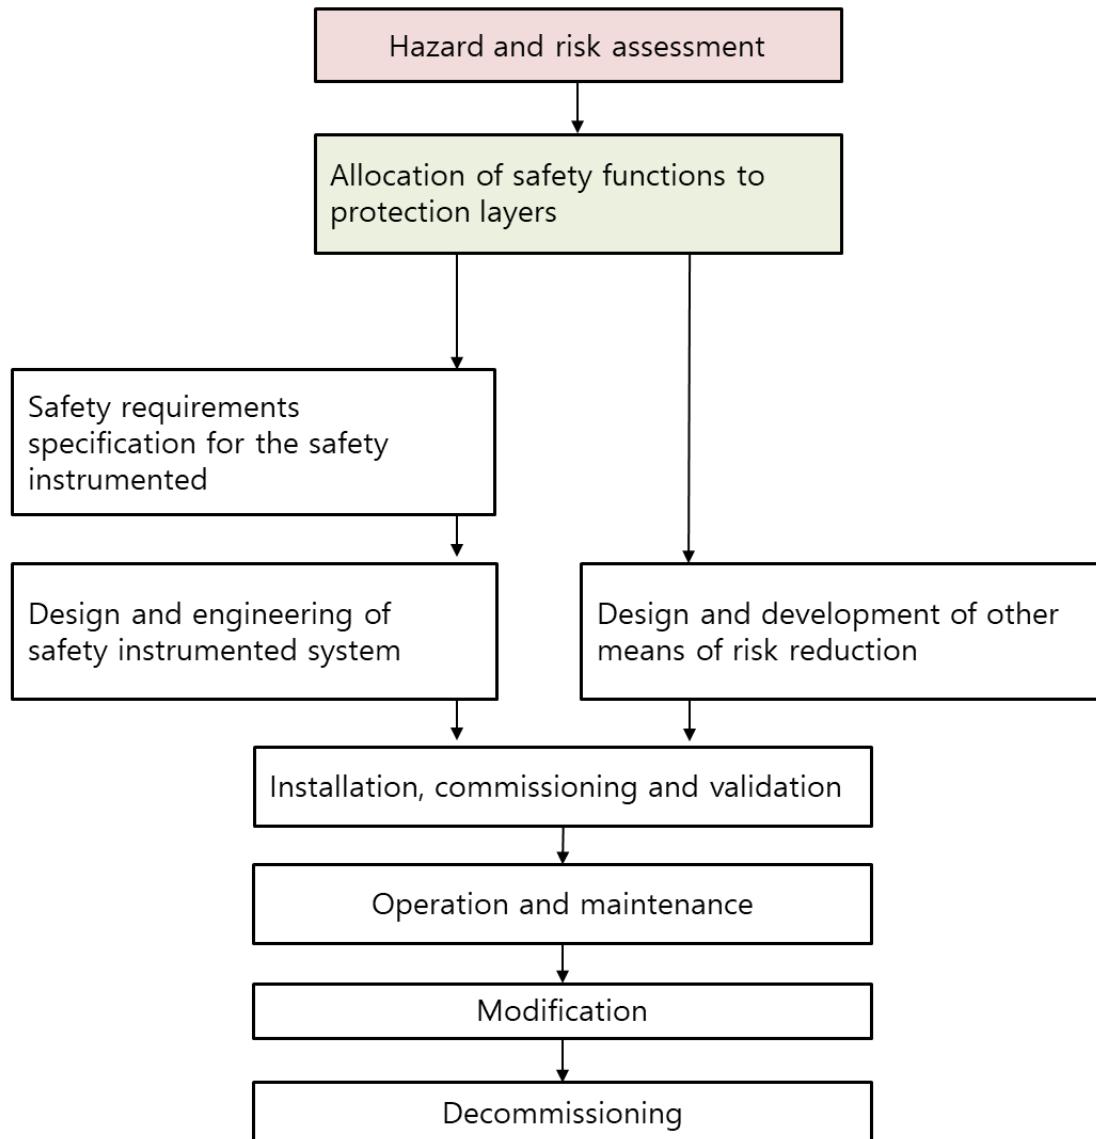 Hazard and risk assessment
Allocation of safety functions to
protection layers
Safety requirements
specification for the safety
instrumented
Design and engineering of
safety instrumented system
Design and development of other
means of risk reduction
Installation, commissioning and validation
Operation and maintenance
Modification
Decommissioning